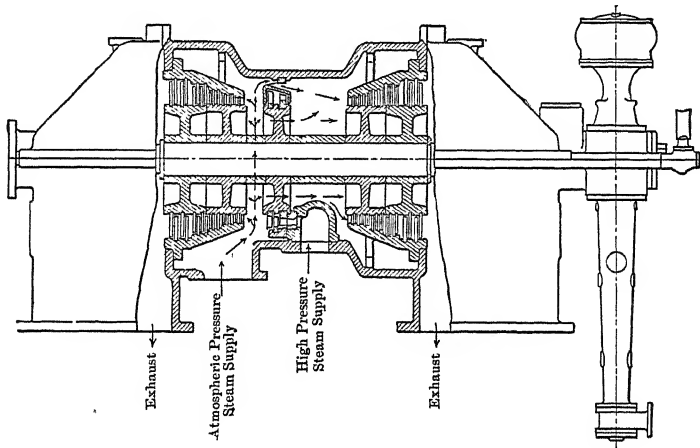 Exhaust
Atmospheric Pressure
Steam Supply
High Pressure
Steam Supply
Exhaust